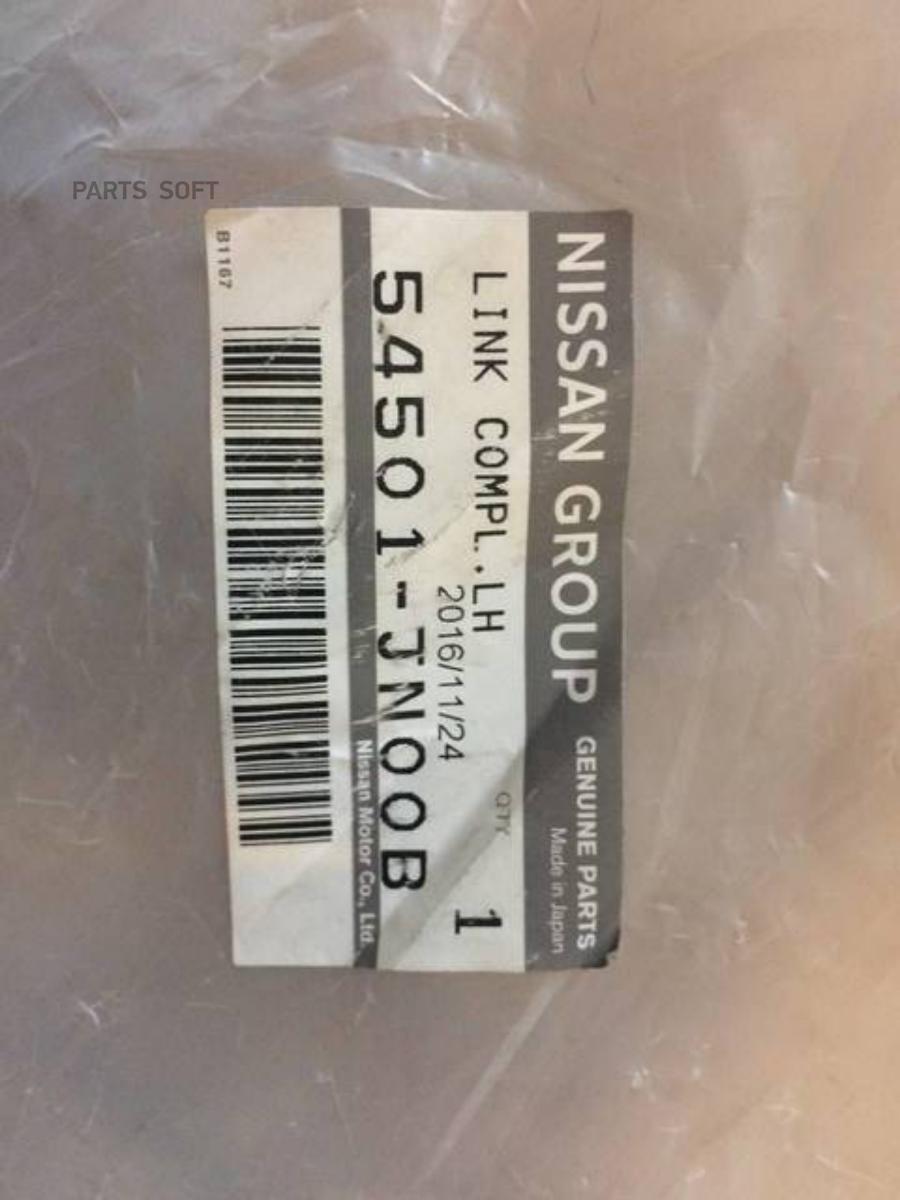 PARTS SOFT
NISSAN GROUP GENUINE PARTS
Made in Japan
LINK COMPL.,LH
QTY 1
2016/11/24
54501-JN00B
Nissan Motor Co., Ltd.
B1167